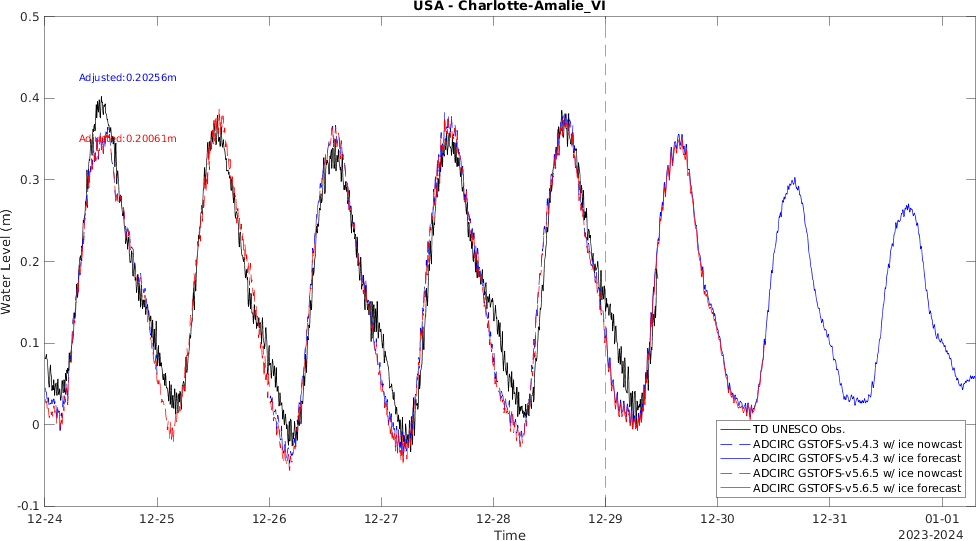 USA - Charlotte-Amalie_VI
0.5
0.4
0.3
0.2
0.1
0
-0.1
Water Level (m)
Adjusted:0.20256m
Adjusted:0.20061m
TD UNESCO Obs.
ADCIRC GSTOFS-v5.4.3 w/ ice nowcast
ADCIRC GSTOFS-v5.4.3 w/ ice forecast
ADCIRC GSTOFS-v5.6.5 w/ ice nowcast
ADCIRC GSTOFS-v5.6.5 w/ ice forecast
12-24 12-25 12-26 12-27 12-28 12-29 12-30 12-31 01-01
Time
2023-2024